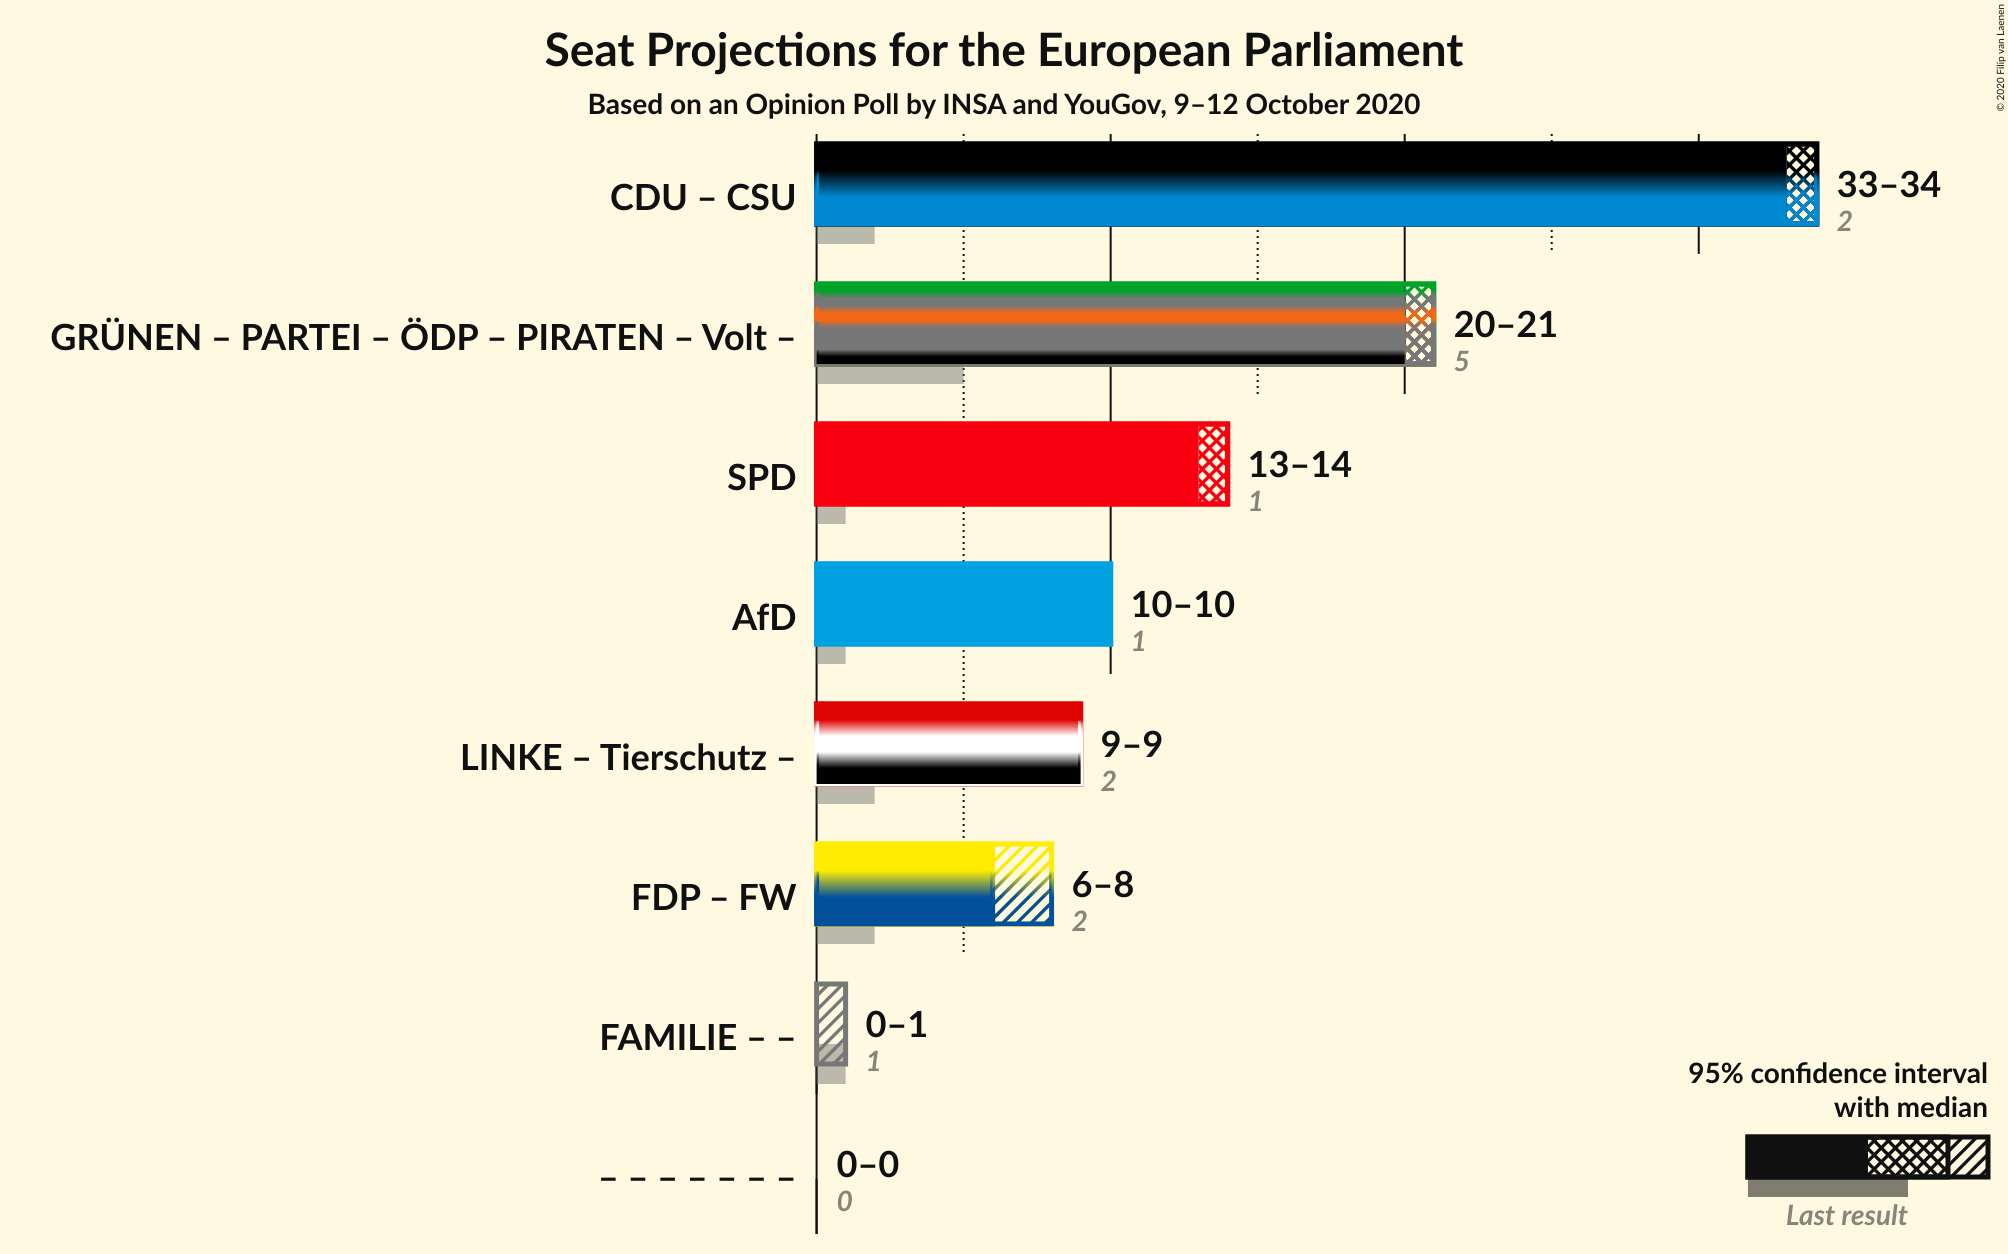 Seat Projections for the European Parliament
Based on an Opinion Poll by INSA and YouGov, 9–12 October 2020
© 2020 Filip van Laenen
CDU – CSU
33–34
2
GRÜNEN – PARTEI – ÖDP – PIRATEN – Volt –
20–21
5
SPD
13–14
1
AfD
10–10
1
LINKE – Tierschutz –
9–9
2
FDP – FW
6–8
2
FAMILIE – –
0–1
1
– – – – – – –
0–0
0
95% confidence interval
with median
Last result